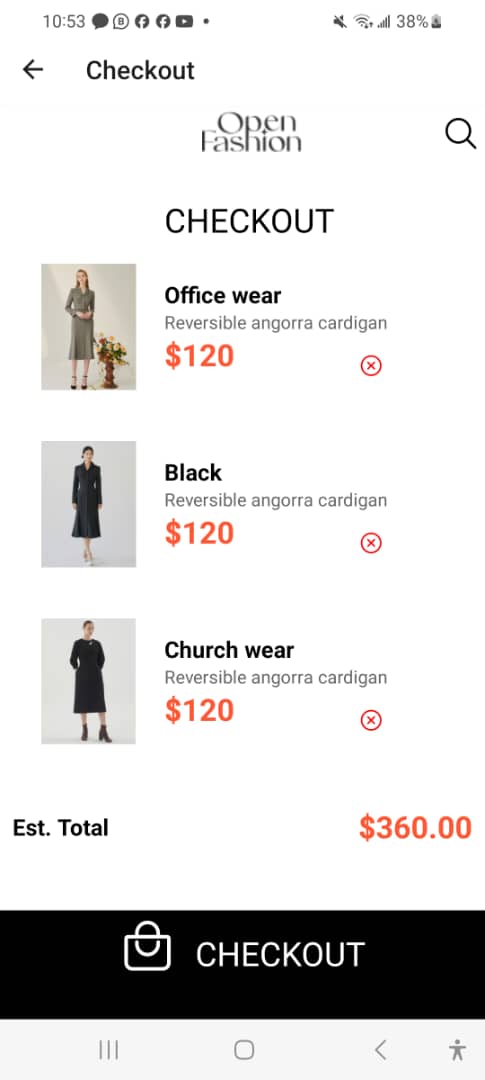 10:53
38%
Checkout
Open
Fashion
CHECKOUT
Office wear
Reversible angorra cardigan
$120
Black
Reversible angorra cardigan
$120
Church wear
Reversible angorra cardigan
$120
Est. Total
$360.00
CHECKOUT